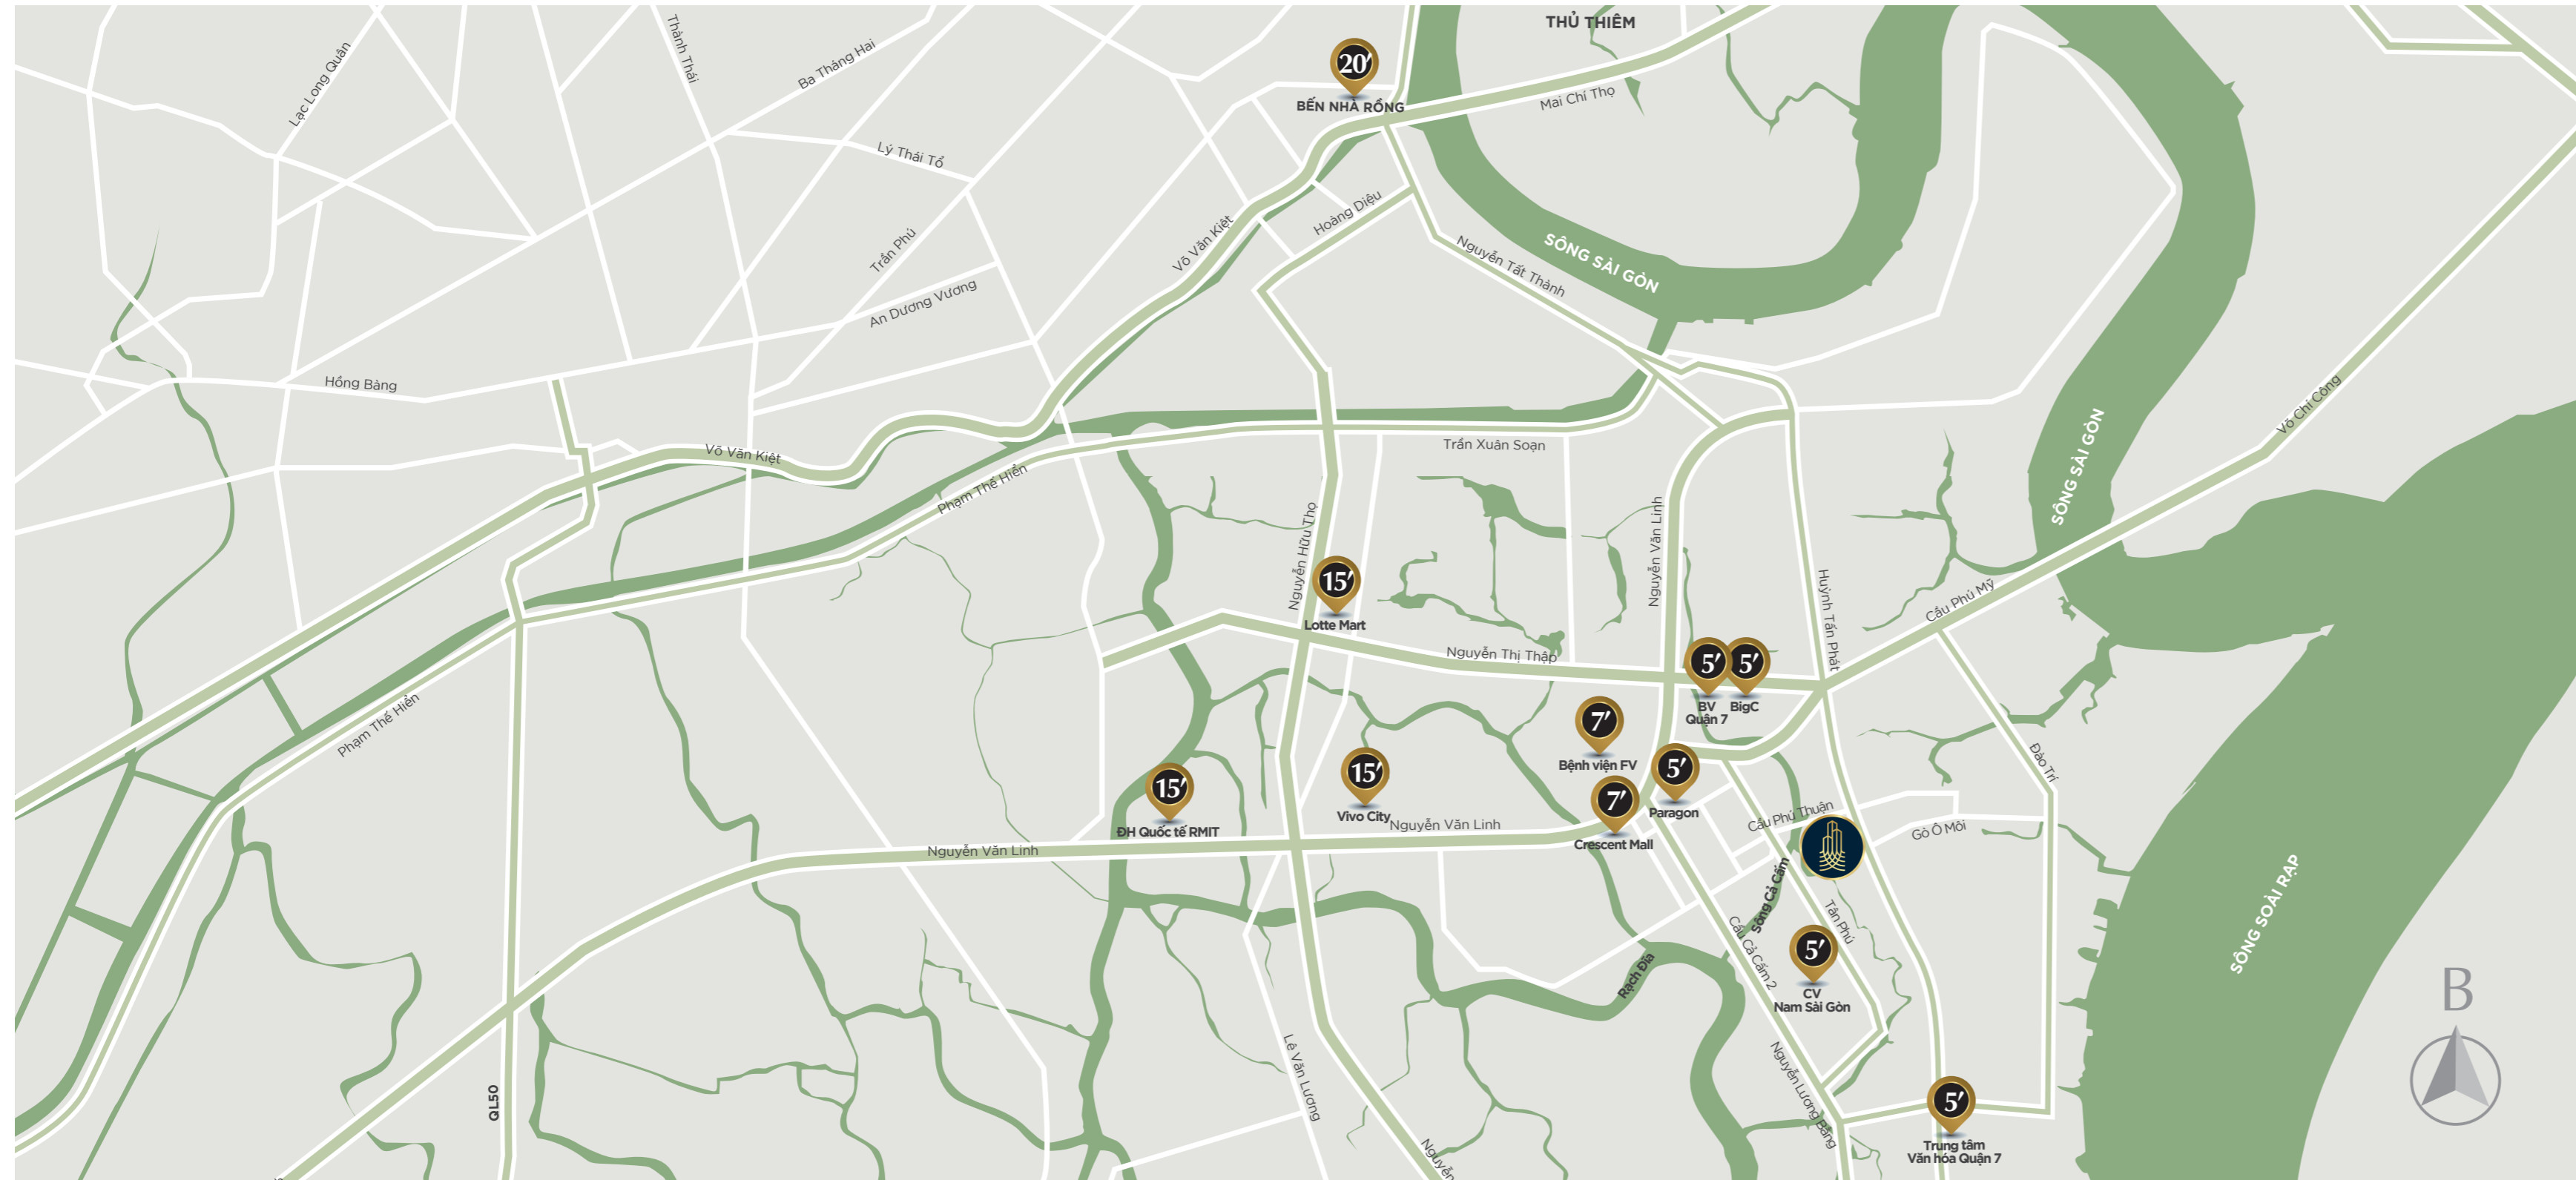 THỦ THIÊM
Thành Thái
Lạc Long Quân
Ba Tháng Hai
20'
BẾN NHÀ RỒNG
Mai Chí Thọ
Lý Thái Tổ
Hoàng Diệu
Trần Phú
Võ Văn Kiệt
Nguyễn Tất Thành
SÔNG SÀI GÒN
An Dương Vương
Hồng Bàng
Võ Chí Công
Võ Văn Kiệt
Trần Xuân Soạn
Phạm Thế Hiển
SÔNG SÀI GÒN
Nguyễn Hữu Thọ
Nguyễn Văn Linh
15'
Lotte Mart
Huỳnh Tấn Phát
Cầu Phú Mỹ
Nguyễn Thị Thập
5'
5'
BV
Quận 7
BigC
Phạm Thế Hiển
7'
Bệnh viện FV
5'
Paragon
Đào Trí
15'
ĐH Quốc tế RMIT
15'
Vivo City
7'
Crescent Mall
Nguyễn Văn Linh
Nguyễn Văn Linh
Cầu Phú Thuận
Gò Ô Môi
Sông Cả Cấm
Tân Phú
Cầu Cả Cấm 2
SÔNG SOÀI RẠP
5'
CV
Nam Sài Gòn
Rạch Đĩa
B
Lê Văn Lương
QL50
Nguyễn Lương Bằng
5'
Trung tâm
Văn hóa Quận 7
Nguyễn